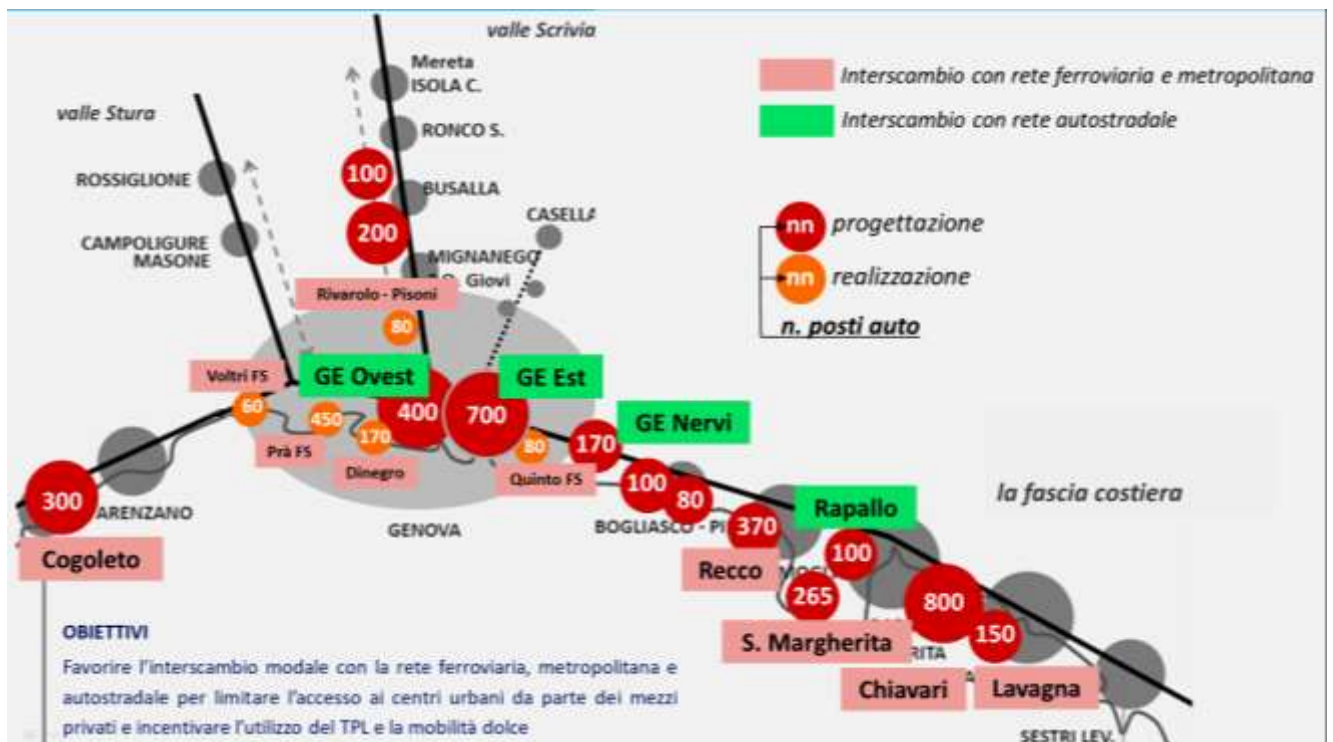 valle Scrivia
Mereta
ISOLA C.
valle Stura
RONCO S.
ROSSIGLIONE
100
BUSALLA
CASELLA
200
CAMPOLIGURE
MASONE
MIGNANEGO
Giovi
Rivarolo - Pisoni
80
Interscambio con rete ferroviaria e metropolitana
Interscambio con rete autostradale
nn progettazione
nn realizzazione
n. posti auto
Voltri FS
GE Ovest
GE Est
60
450
170
400
700
GE Nervi
80
170
Prà FS
Dinegro
Quinto FS
100
80
la fascia costiera
300
ARENZANO
GENOVA
BOGLIASCO - PI
370
Rapallo
100
Cogoleto
Recco
265
800
150
S. Margherita
RITA
Chiavari
Lavagna
SESTRI LEV.
OBIETTIVI
Favorire l'interscambio modale con la rete ferroviaria, metropolitana e
autostradale per limitare l'accesso ai centri urbani da parte dei mezzi
privati e incentivare l'utilizzo del TPL e la mobilità dolce